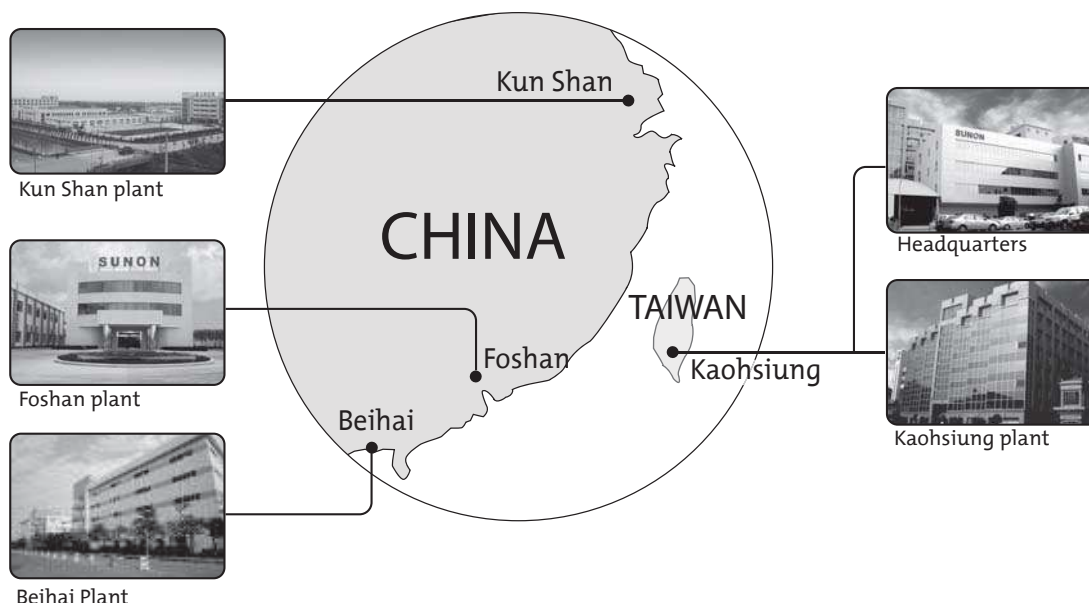 Kun Shan
CHINA
TAIWAN
Foshan
Kaohsiung
Beihai
Kun Shan plant
SUNON
Foshan plant
Beihai Plant
SUNON
Headquarters
Kaohsiung plant